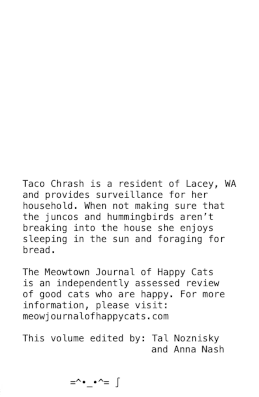 Taco Chrash is a resident of Lacey, WA
and provides surveillance for her
household. When not making sure that
the juncos and hummingbirds aren’t
breaking into the house she enjoys
sleeping in the sun and foraging for
bread.
The Meowtown Journal of Happy Cats
is an independently assessed review
of good cats who are happy. For more
information, please visit:
meowjournalofhappycats.com
This volume edited by: Tal Noznisky
and Anna Nash
=^•_•^= ∫